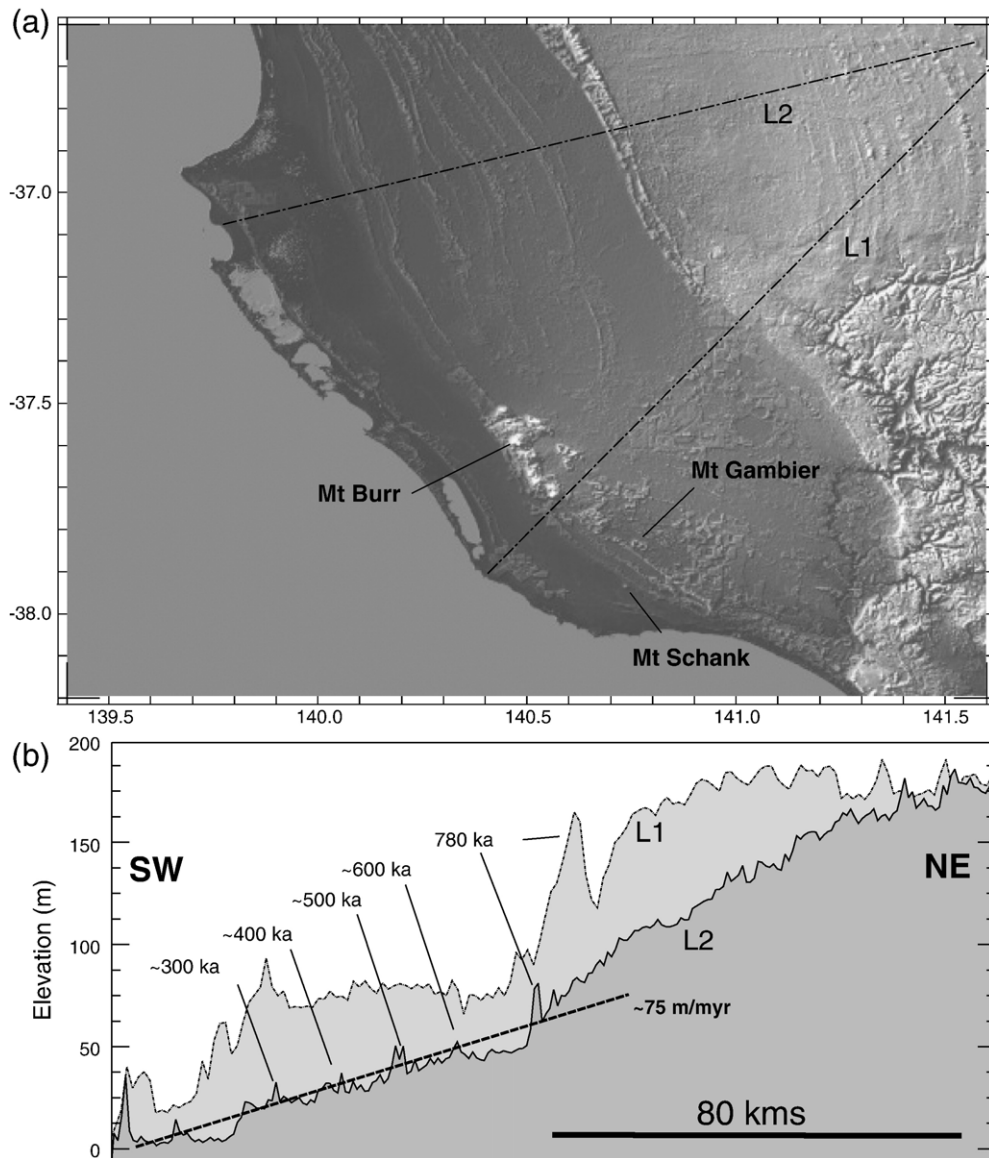 (a)
-37.0
-37.5
-38.0
L2
L1
Mt Burr
Mt Gambier
Mt Schank
139.5 140.0 140.5 141.0 141.5
(b)
200
150
100
50
0
Elevation (m)
SW
NE
~300 ka
~400 ka
~500 ka
~600 ka
780 ka
L1
L2
~75 m/myr
80 kms